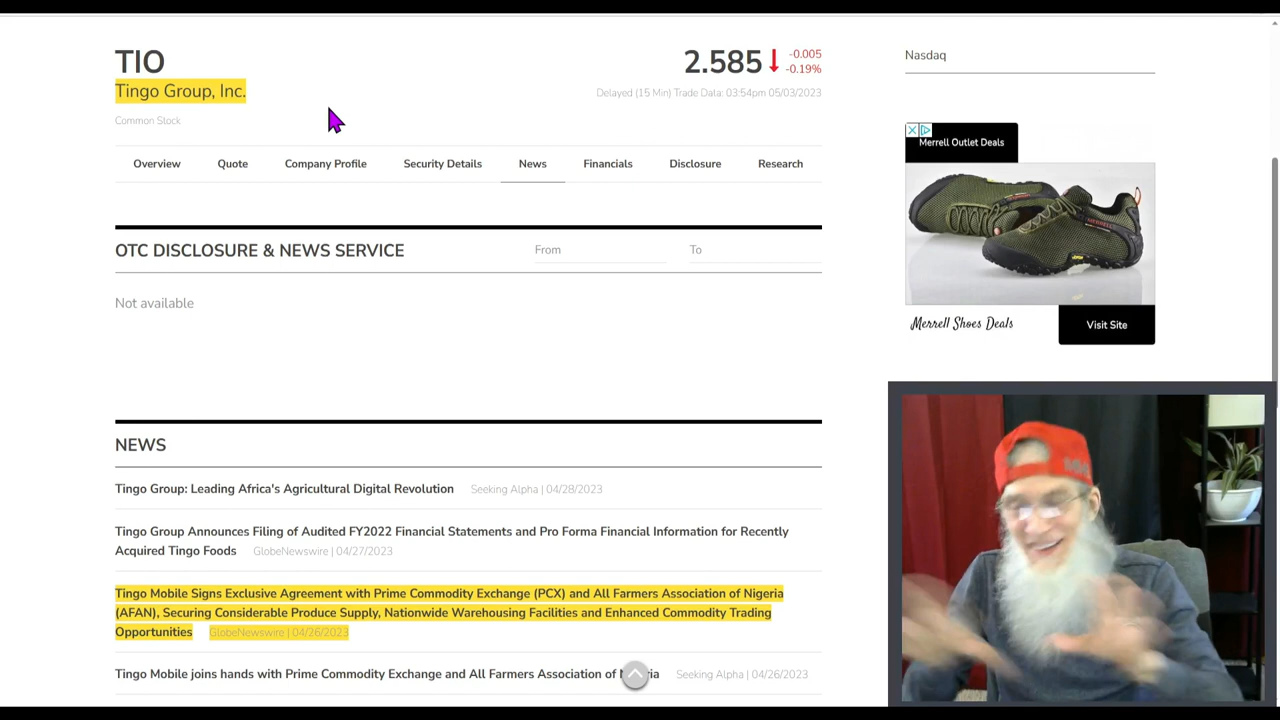 TIO
2.585
-0.005
-0.19%
Tingo Group, Inc.
Delayed (15 Min) Trade Data: 03:54pm 05/03/2023
Common Stock
Overview Quote Company Profile Security Details News Financials Disclosure Research
OTC DISCLOSURE & NEWS SERVICE From To
Not available
NEWS
Tingo Group: Leading Africa's Agricultural Digital Revolution Seeking Alpha | 04/28/2023
Tingo Group Announces Filing of Audited FY2022 Financial Statements and Pro Forma Financial Information for Recently
Acquired Tingo Foods GlobeNewswire | 04/27/2023
Tingo Mobile Signs Exclusive Agreement with Prime Commodity Exchange (PCX) and All Farmers Association of Nigeria
(AFAN), Securing Considerable Produce Supply, Nationwide Warehousing Facilities and Enhanced Commodity Trading
Opportunities GlobeNewswire | 04/26/2023
Tingo Mobile joins hands with Prime Commodity Exchange and All Farmers Association of Seeking Alpha | 04/26/2023
Nasdaq
Merrell Outlet Deals
Merrell Shoes Deals
Visit Site